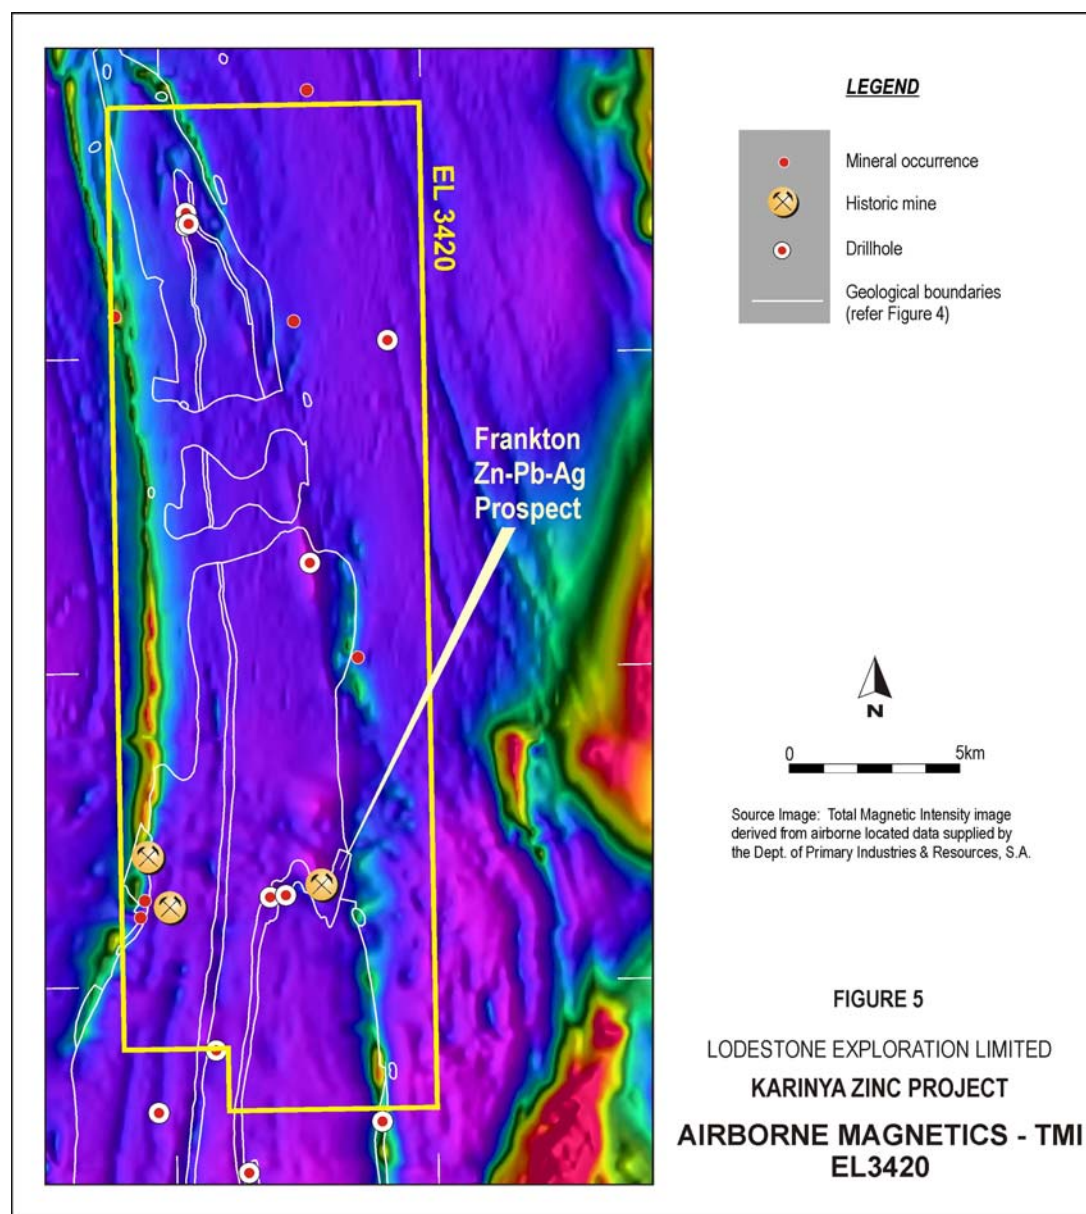 EL 3420
Frankton
Zn-Pb-Ag
Prospect
LEGEND
Mineral occurrence
Historic mine
Drillhole
Geological boundaries
(refer Figure 4)
N
0 5km
Source Image: Total Magnetic Intensity image
derived from airborne located data supplied by
the Dept. of Primary Industries & Resources, S.A.
FIGURE 5
LODESTONE EXPLORATION LIMITED
KARINYA ZINC PROJECT
AIRBORNE MAGNETICS - TMI
EL3420